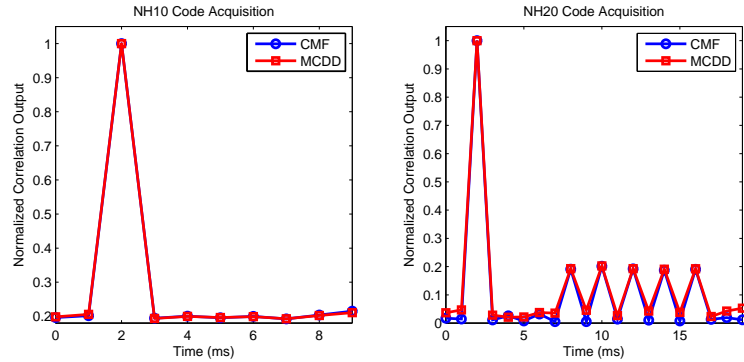 NH10 Code Acquisition
1
0.9
0.8
0.7
0.6
0.5
0.4
0.3
0.2
0
2
4
6
8
Normalized Correlation Output
Time (ms)
CMF
MCDD
NH20 Code Acquisition
1
0.9
0.8
0.7
0.6
0.5
0.4
0.3
0.2
0.1
0
0
5
10
15
Normalized Correlation Output
Time (ms)
CMF
MCDD